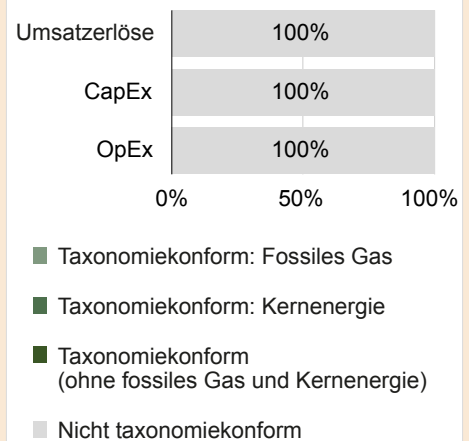 Umsatzerlöse 100%
CapEx 100%
OpEx 100%
0% 50% 100%
Taxonomiekonform: Fossiles Gas
Taxonomiekonform: Kernenergie
Taxonomiekonform
(ohne fossiles Gas und Kernenergie)
Nicht taxonomiekonform